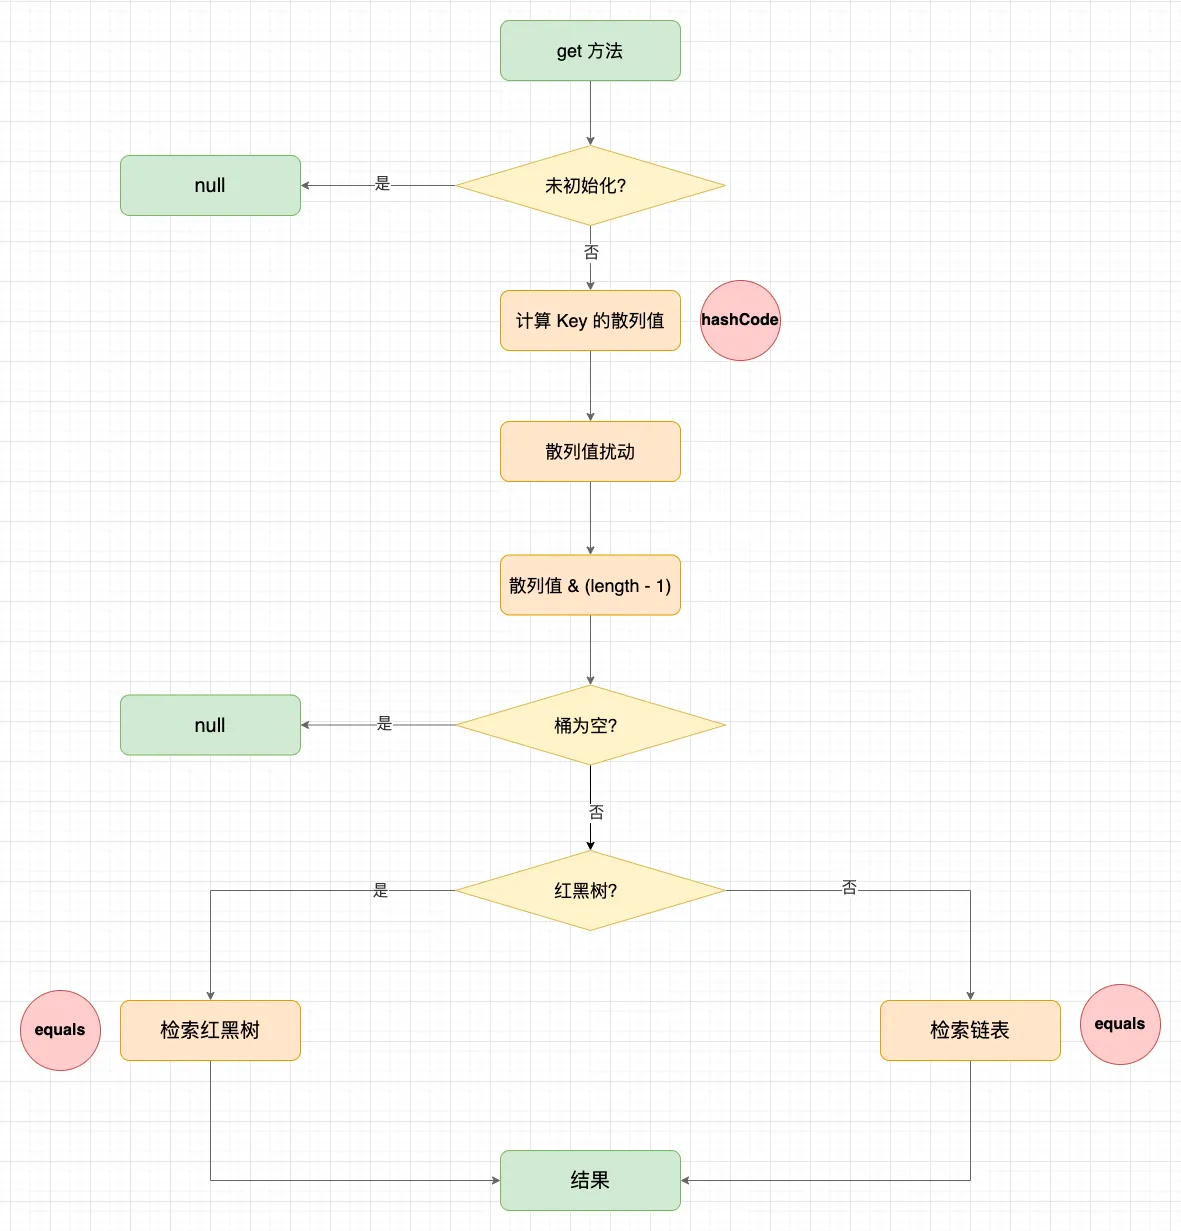 get 方法
null
是
未初始化?
否
计算 Key 的散列值
hashCode
散列值扰动
散列值 & (length - 1)
null
是
桶为空?
否
是
红黑树?
否
equals
检索红黑树
检索链表
equals
结果